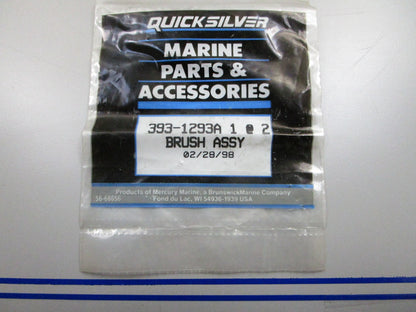 QUICKSILVER
MARINE
PARTS &
ACCESSORIES
393-1293A 1 @ 2
BRUSH ASSY
02/28/98
Products of Mercury Marine, a Brunswick Marine Company
Fond du Lac, WI 54936-1939 USA